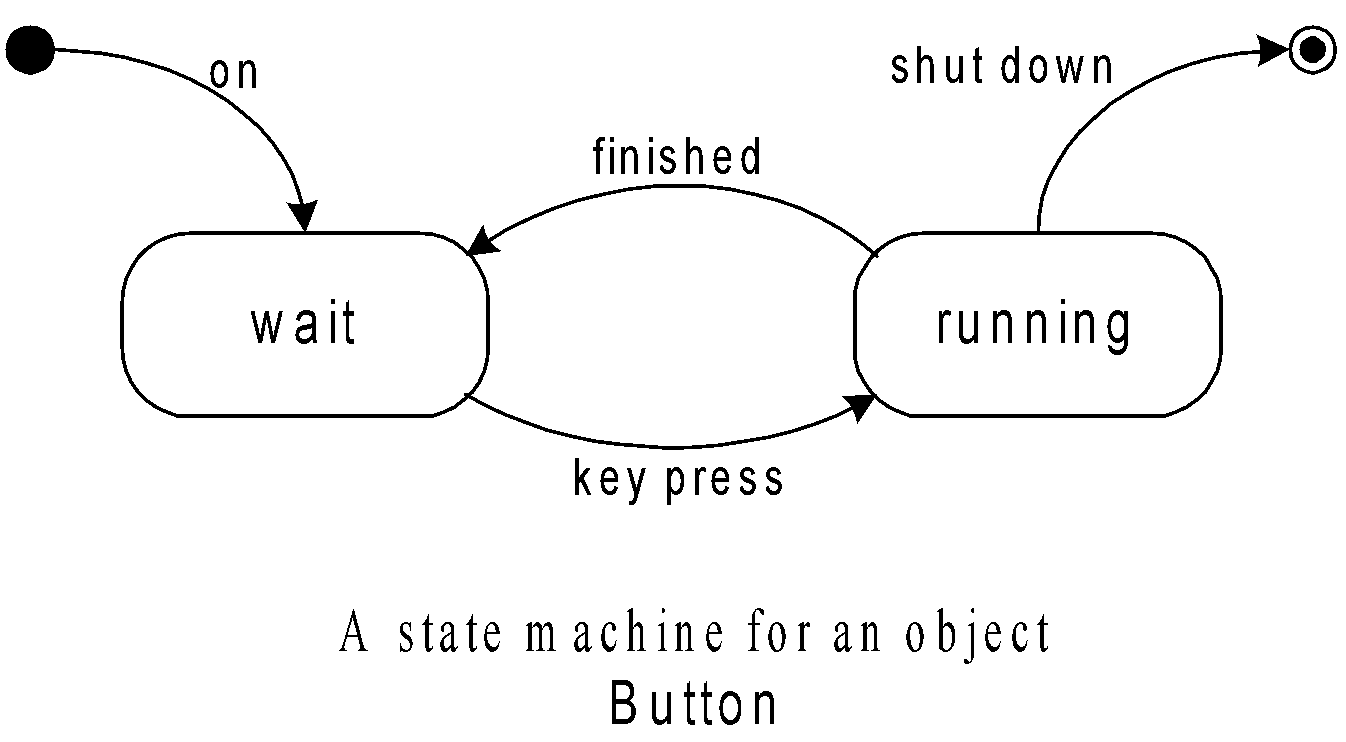 on
shut down
finished
wait
running
key press
A state machine for an object
Button